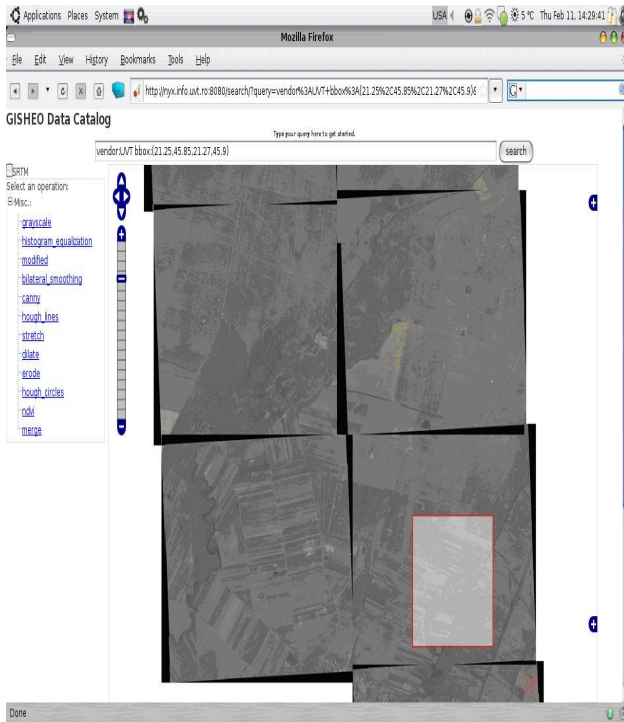 Applications Places System USA 5 °C Thu Feb 11, 14:29:41
Mozilla Firefox
File Edit View History Bookmarks Tools Help
http://nyx.info.uvt.ro:8080/search/?query=vendor%3AUVT+bbox%3A(21.25%2C45.85%2C21.27%2C45.9)&
GISHEO Data Catalog
Type your query here to get started.
vendor:UVT bbox:(21.25,45.85,21.27,45.9) search
SRTM
Select an operation:
Misc.:
grayscale
histogram_equalization
modified
bilateral_smoothing
canny
hough_lines
stretch
dilate
erode
hough_circles
ndvi
merge
Done